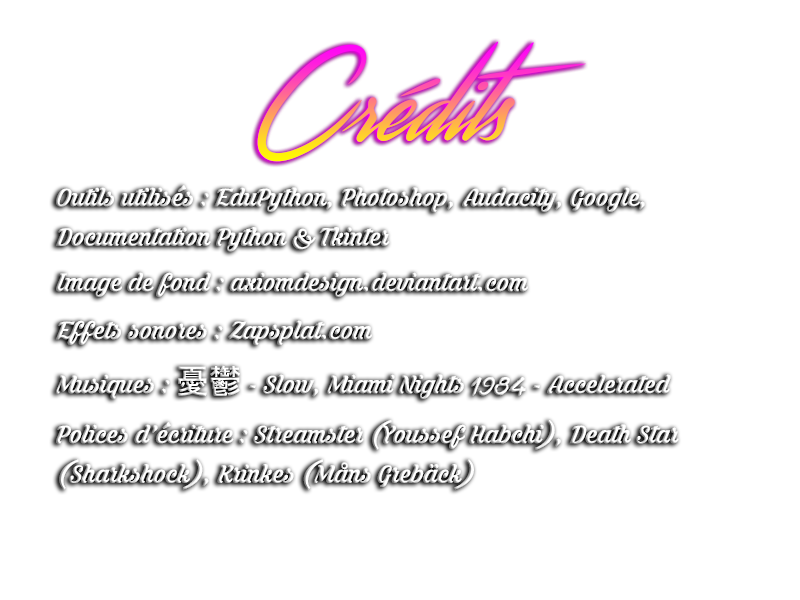 Crédits
Outils utilisés : EduPython, Photoshop, Audacity, Google,
Documentation Python & Tkinter
Image de fond : axiomdesign.deviantart.com
Effets sonores : Zapsplat.com
Musiques : 憂鬱 - Slow, Miami Nights 1984 - Accelerated
Polices d'écriture : Streamster (Youssef Habchi), Death Star
(Sharkshock), Krinkes (Måns Grebäck)